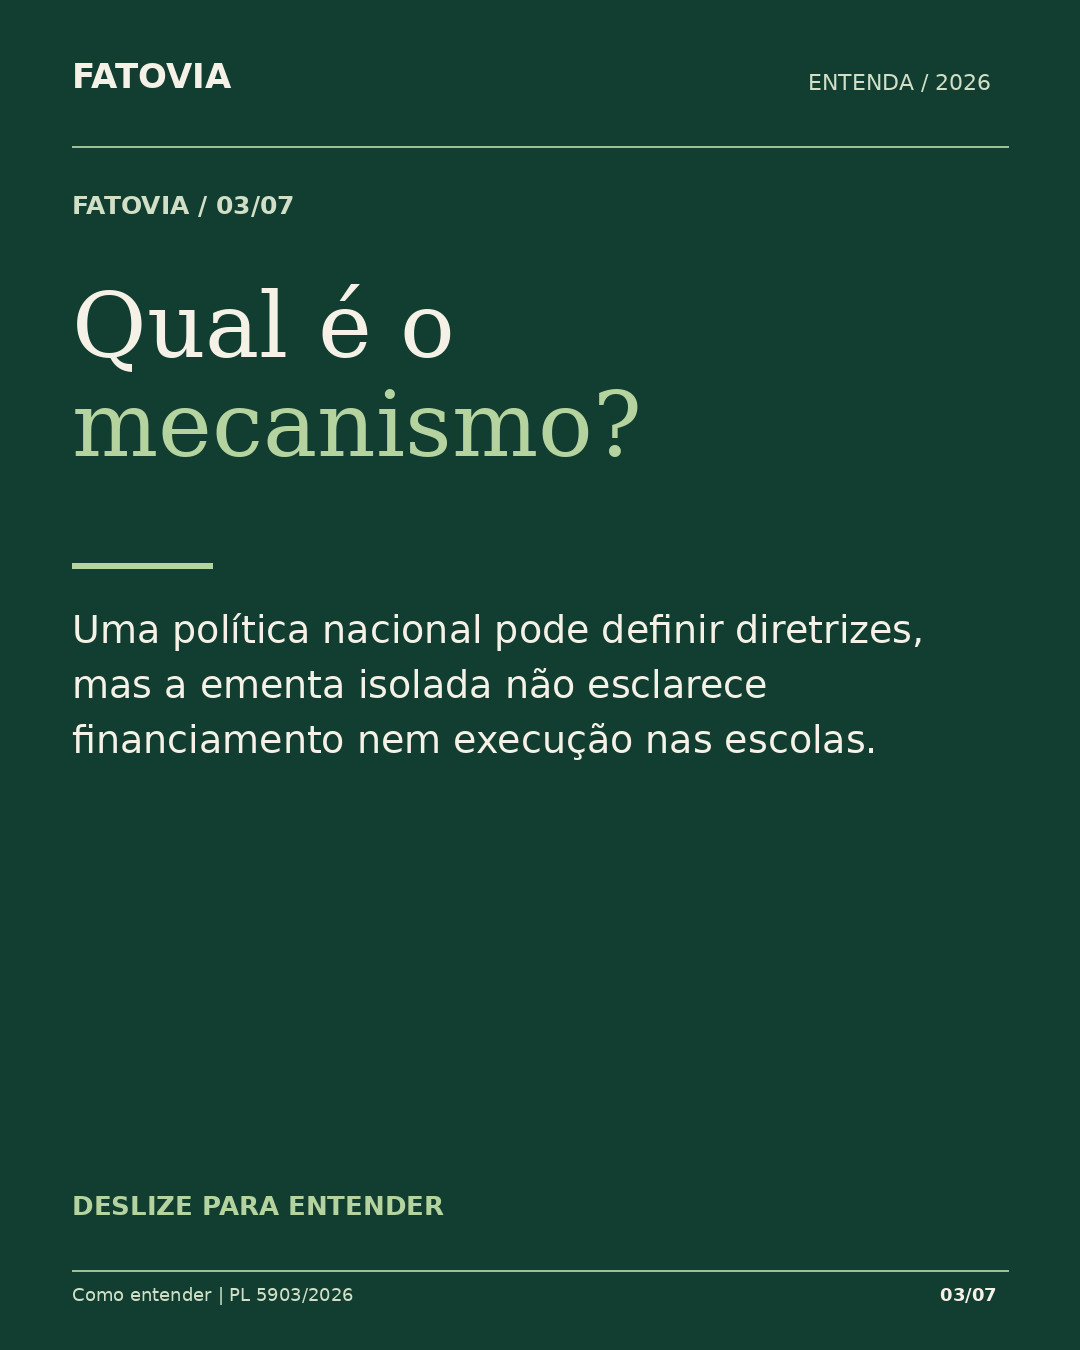 FATOVIA
ENTENDA / 2026
FATOVIA / 03/07
Qual é o
mecanismo?
Uma política nacional pode definir diretrizes,
mas a ementa isolada não esclarece
financiamento nem execução nas escolas.
DESLIZE PARA ENTENDER
Como entender | PL 5903/2026
03/07